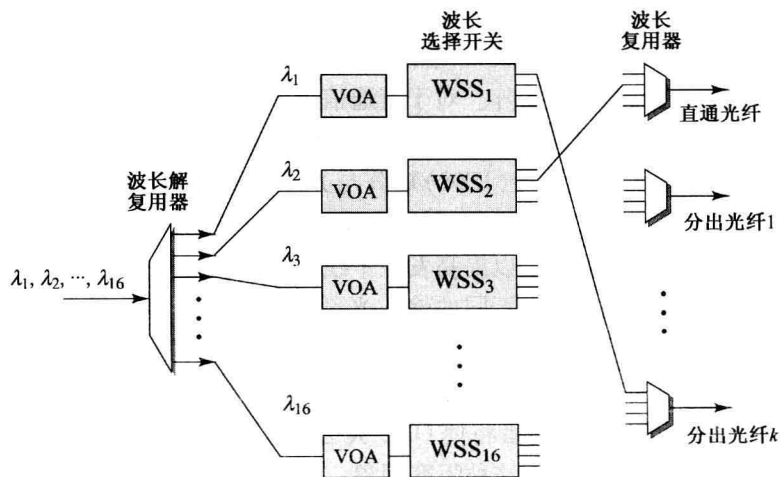 波长
选择开关
波长
复用器
λ₁
VOA
WSS₁
直通光纤
波长解
复用器
λ₂
VOA
WSS₂
分出光纤1
λ₁, λ₂, ⋯, λ₁₆
λ₃
VOA
WSS₃
λ₁₆
VOA
WSS₁₆
分出光纤k